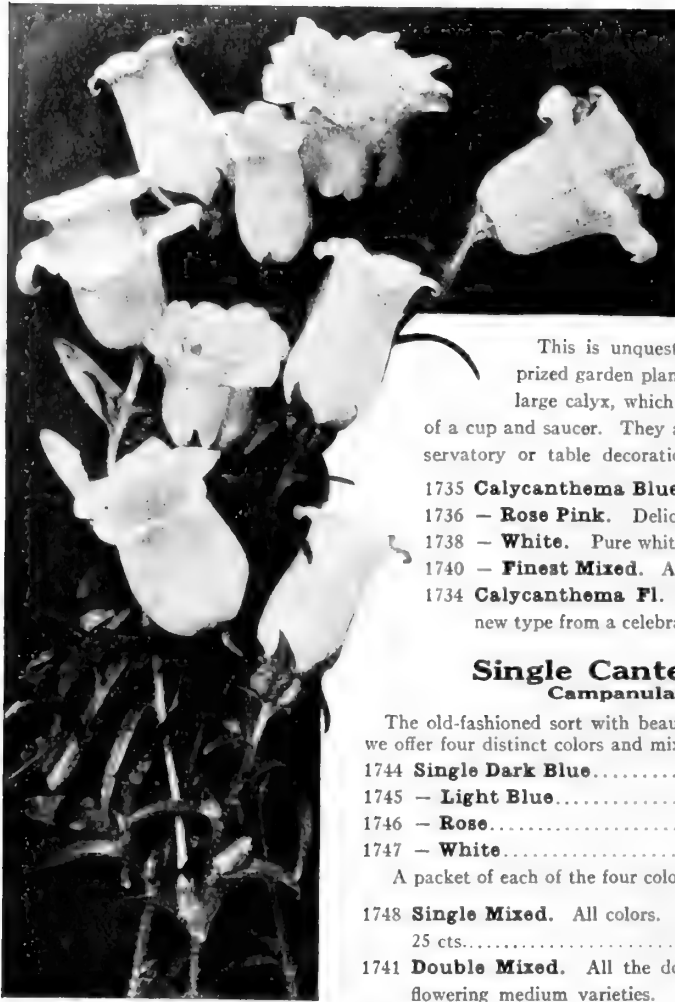 This is unquest
prized garden plan
large calyx, which
of a cup and saucer. They a
servatory or table decorati
1735 Calycanthema Blue
1736 — Rose Pink. Delic
1738 — White. Pure whit
1740 — Finest Mixed. A
1734 Calycanthema Fl.
new type from a celebra
Single Cante
Campanula
The old-fashioned sort with beau
we offer four distinct colors and mix
1744 Single Dark Blue..........
1745 — Light Blue.............
1746 — Rose....................
1747 — White..................
A packet of each of the four colo
1748 Single Mixed. All colors.
25 cts......................
1741 Double Mixed. All the do
flowering medium varieties.